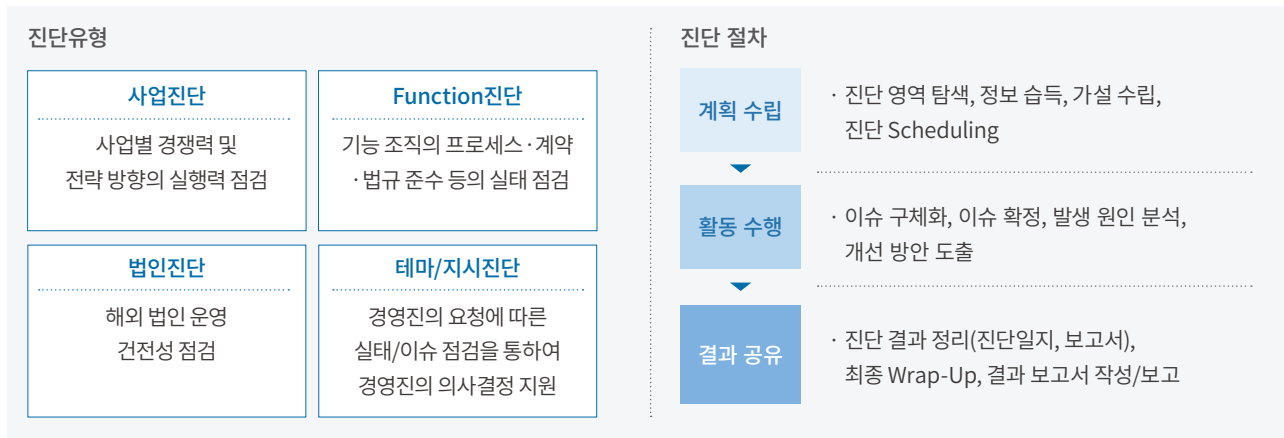 진단유형
사업진단
사업별 경쟁력 및
전략 방향의 실행력 점검
Function진단
기능 조직의 프로세스·계약
·법규 준수 등의 실태 점검
법인진단
해외 법인 운영
건전성 점검
테마/지시진단
경영진의 요청에 따른
실태/이슈 점검을 통하여
경영진의 의사결정 지원
진단 절차
계획 수립
· 진단 영역 탐색, 정보 습득, 가설 수립,
진단 Scheduling
활동 수행
· 이슈 구체화, 이슈 확정, 발생 원인 분석,
개선 방안 도출
결과 공유
· 진단 결과 정리(진단일지, 보고서),
최종 Wrap-Up, 결과 보고서 작성/보고